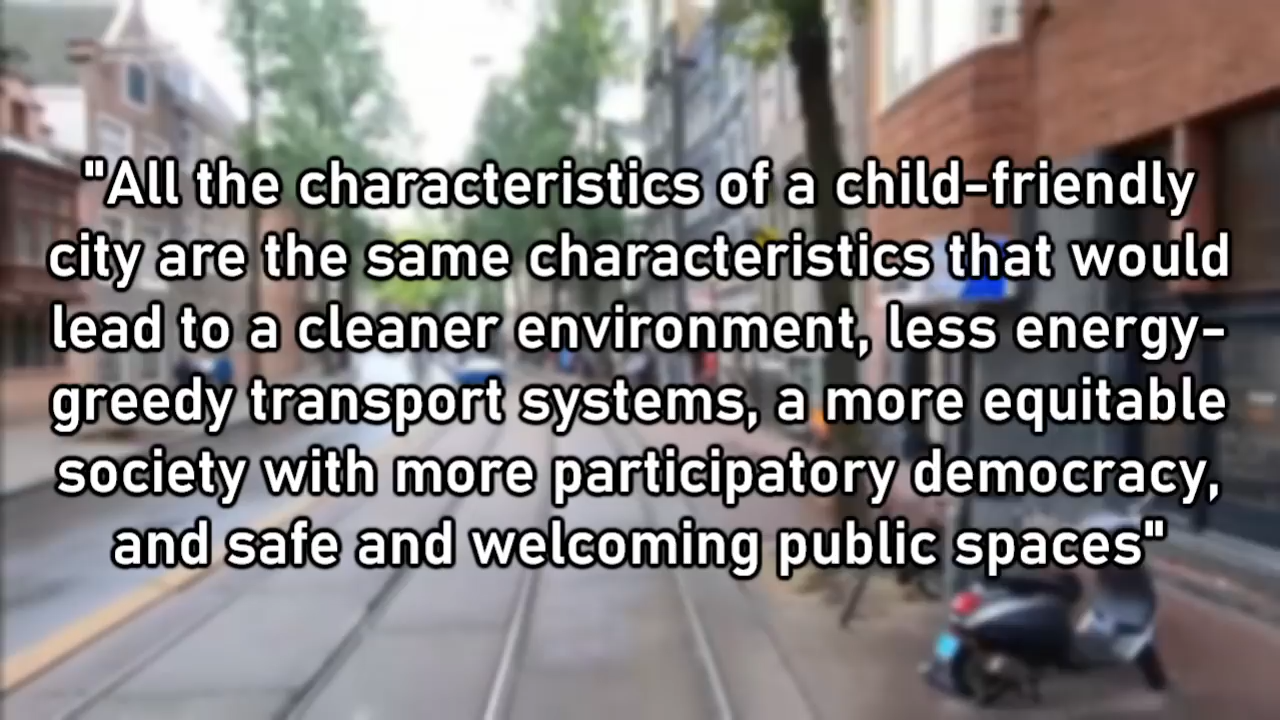 "All the characteristics of a child-friendly
city are the same characteristics that would
lead to a cleaner environment, less energy-
greedy transport systems, a more equitable
society with more participatory democracy,
and safe and welcoming public spaces"